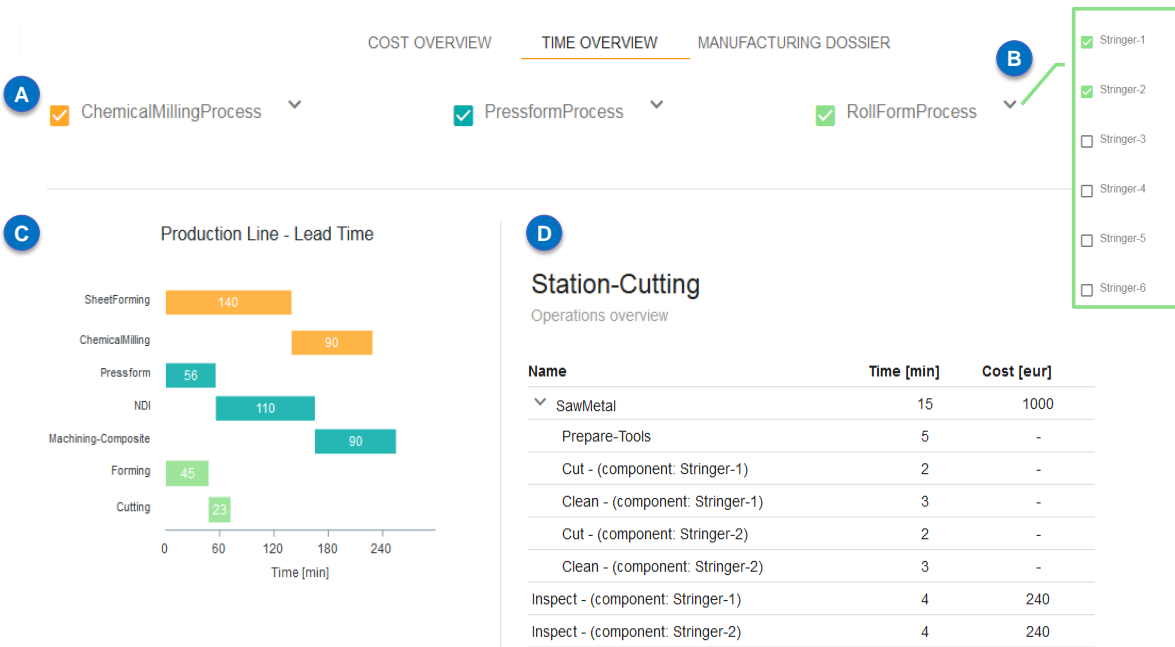 COST OVERVIEW TIME OVERVIEW MANUFACTURING DOSSIER
B
Stringer-1
Stringer-2
Stringer-3
Stringer-4
Stringer-5
Stringer-6
A
ChemicalMillingProcess PressformProcess RollFormProcess
C
Production Line - Lead Time
SheetForming 140
ChemicalMilling 90
Pressform 56
NDI 110
Machining-Composite 90
Forming 45
Cutting 23
0 60 120 180 240
Time [min]
D
Station-Cutting
Operations overview
Name Time [min] Cost [eur]
SawMetal 15 1000
Prepare-Tools 5 -
Cut - (component: Stringer-1) 2 -
Clean - (component: Stringer-1) 3 -
Cut - (component: Stringer-2) 2 -
Clean - (component: Stringer-2) 3 -
Inspect - (component: Stringer-1) 4 240
Inspect - (component: Stringer-2) 4 240